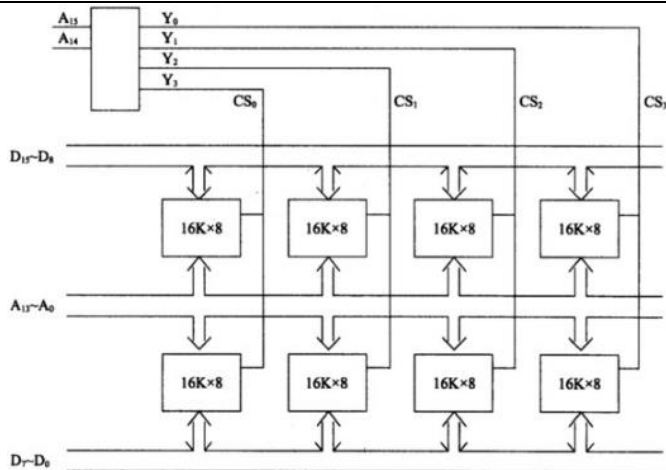 A₁₅ Y₀
A₁₄ Y₁
Y₂
Y₃
CS₀ CS₁ CS₂ CS₃
D₁₅~D₈
16K×8 16K×8 16K×8 16K×8
A₁₃~A₀
16K×8 16K×8 16K×8 16K×8
D₇~D₀